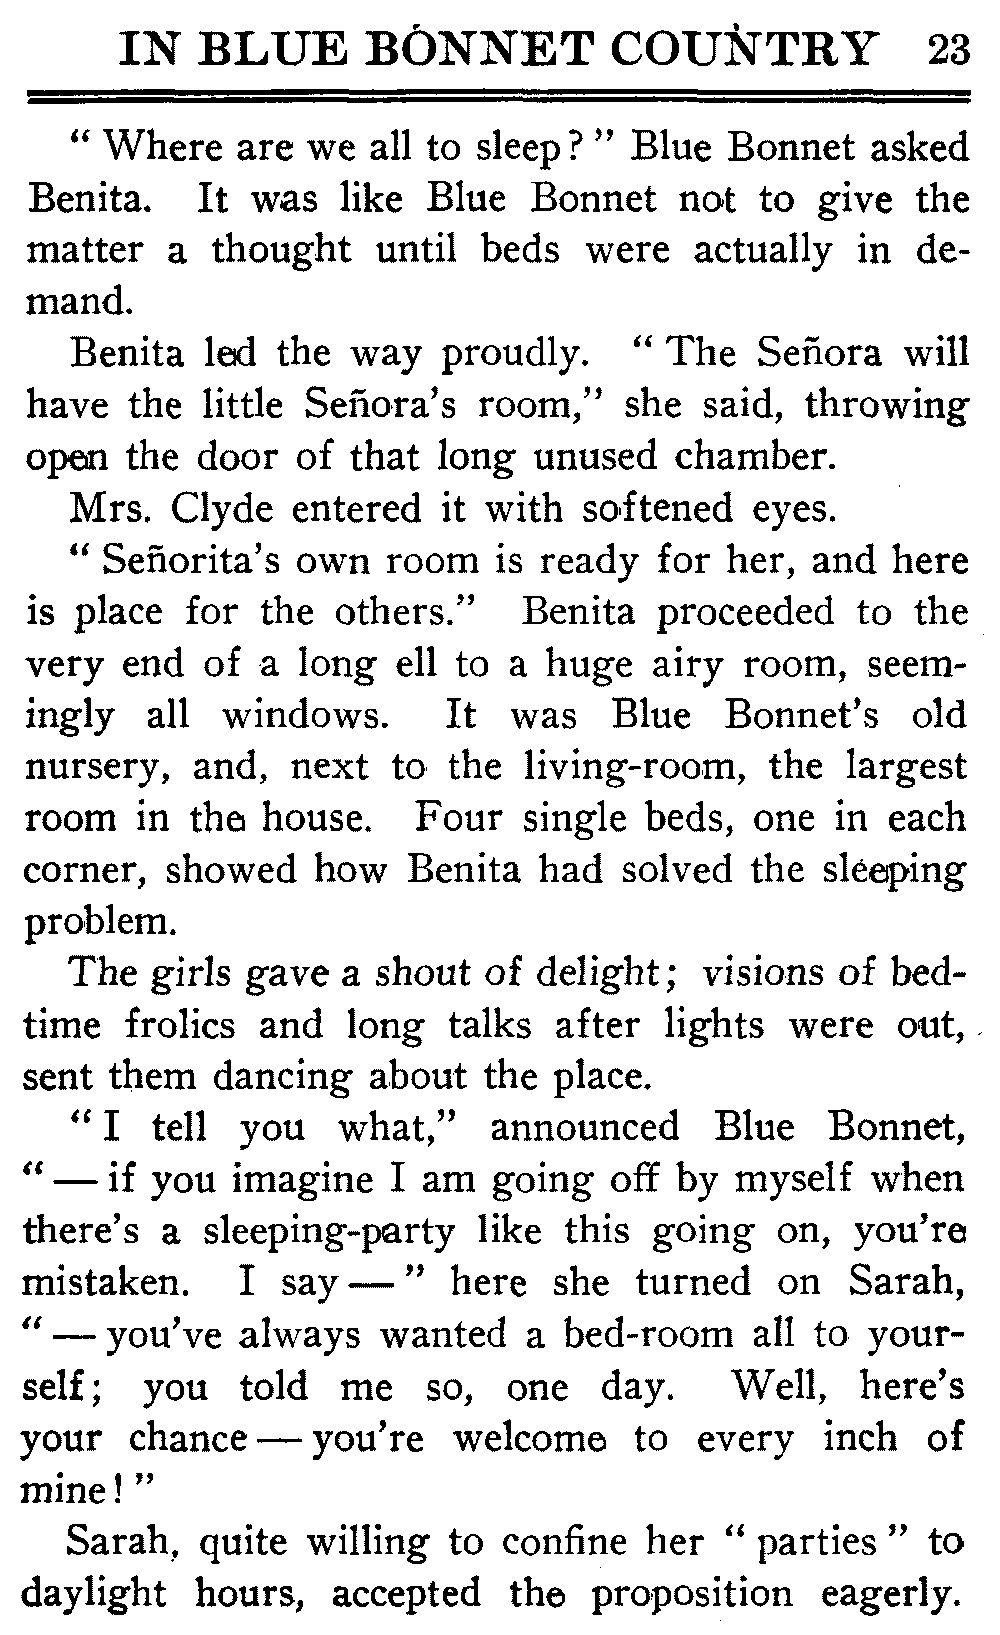 IN BLUE BONNET COUNTRY 23
“ Where are we all to sleep? ” Blue Bonnet asked
Benita. It was like Blue Bonnet not to give the
matter a thought until beds were actually in de-
mand.
Benita led the way proudly. “ The Señora will
have the little Señora's room,” she said, throwing
open the door of that long unused chamber.
Mrs. Clyde entered it with softened eyes.
“ Señorita's own room is ready for her, and here
is place for the others.” Benita proceeded to the
very end of a long ell to a huge airy room, seem-
ingly all windows. It was Blue Bonnet's old
nursery, and, next to the living-room, the largest
room in the house. Four single beds, one in each
corner, showed how Benita had solved the sleeping
problem.
The girls gave a shout of delight; visions of bed-
time frolics and long talks after lights were out,
sent them dancing about the place.
“ I tell you what,” announced Blue Bonnet,
“ — if you imagine I am going off by myself when
there's a sleeping-party like this going on, you're
mistaken. I say — ” here she turned on Sarah,
“ — you've always wanted a bed-room all to your-
self; you told me so, one day. Well, here's
your chance — you're welcome to every inch of
mine! ”
Sarah, quite willing to confine her “ parties ” to
daylight hours, accepted the proposition eagerly.